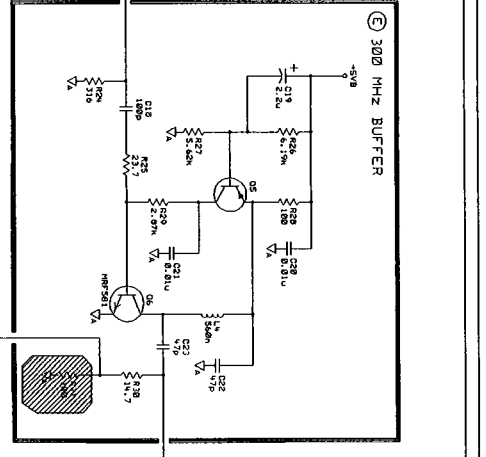 E 300 MHz BUFFER
+5VB
+
C19
2.2u
R26
6.19K
R27
5.62K
A
R28
100
C20
0.01u
A
Q5
R29
2.87K
C21
0.01u
A
R24
316
A
C18
100p
R25
23.7
Q6
MRF581
A
L4
560n
C22
47p
A
C23
47p
R30
14.7
A